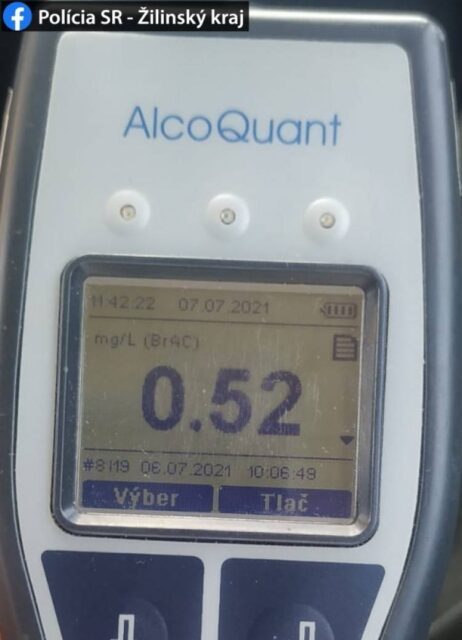 Polícia SR - Žilinský kraj
AlcoQuant
11:42:22 07.07.2021
mg/L (BrAC)
0.52
#8119 06.07.2021 10:06:49
Výber Tlač